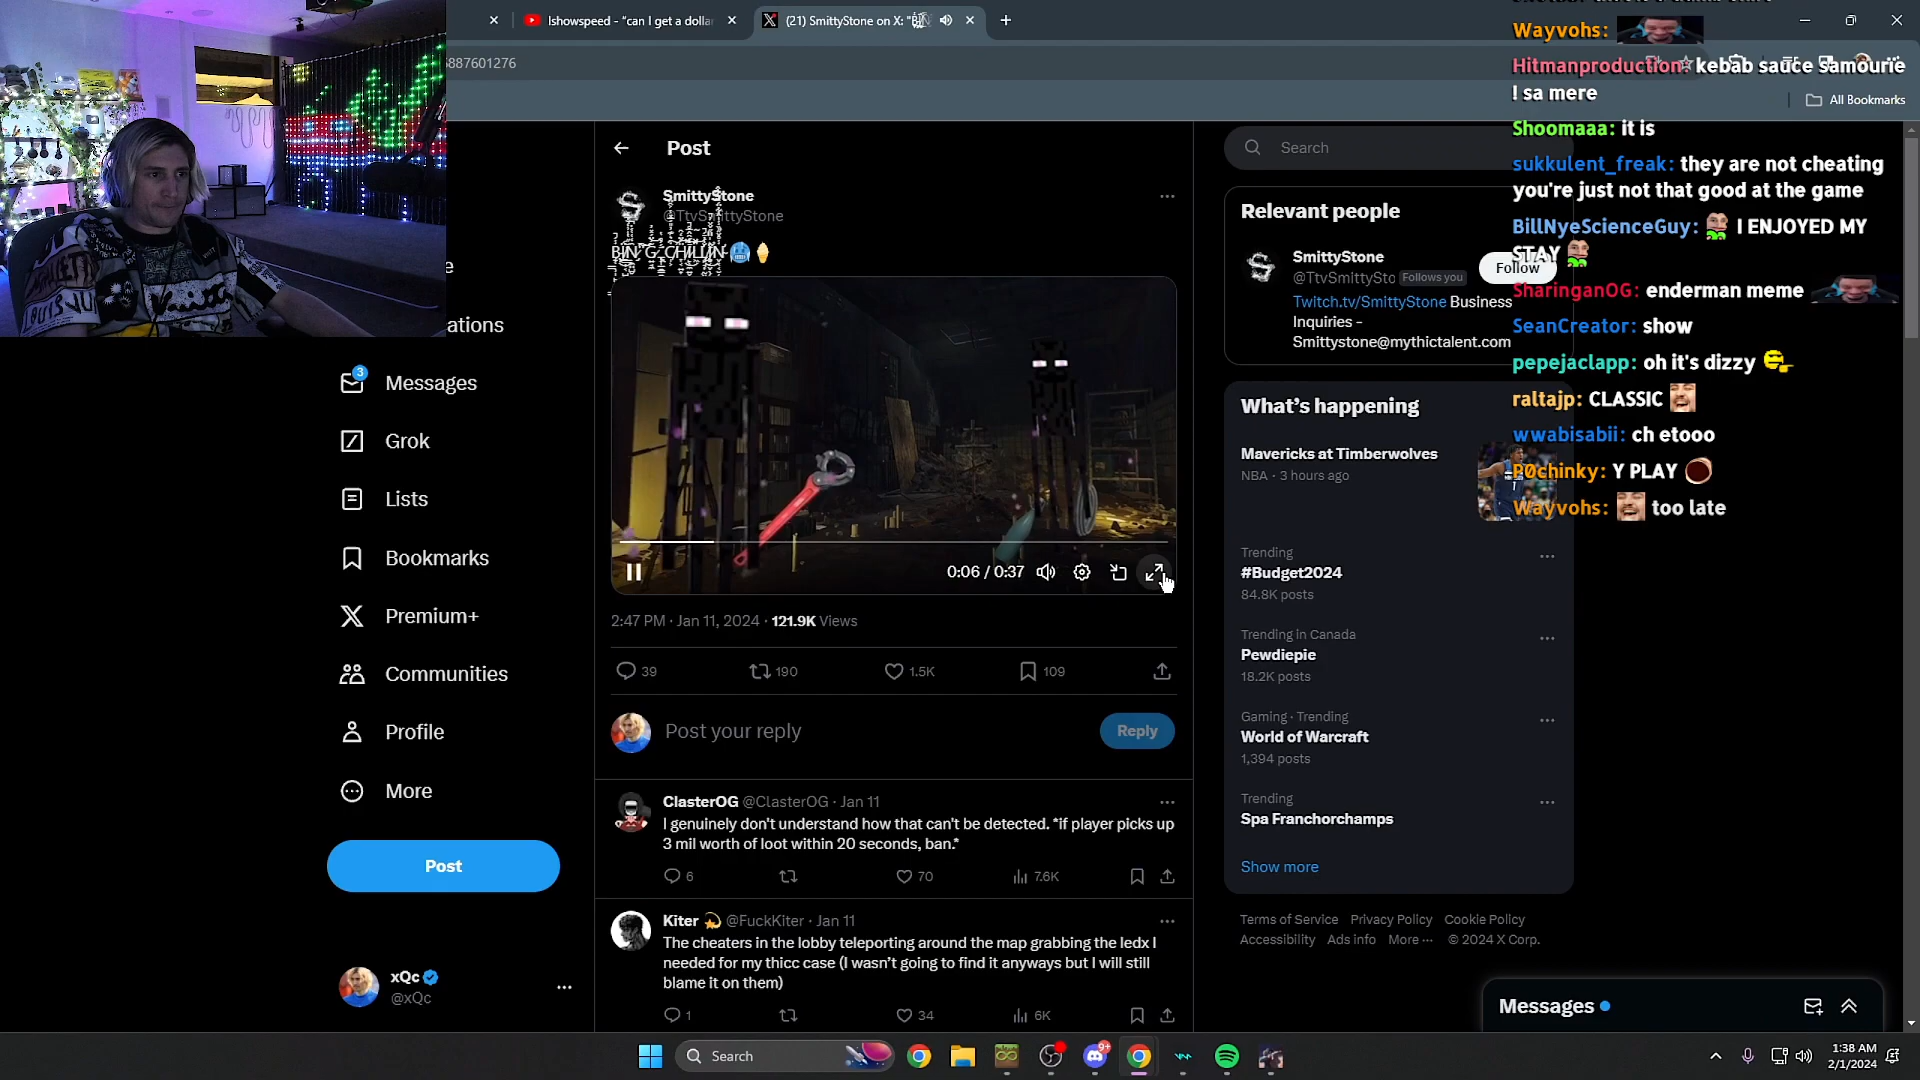 Ishowspeed - "can I get a dolla
(21) SmittyStone on X: "BIN
887601276
All Bookmarks
Post
SmittyStone
@TtvSmittyStone
BIN G CHILLIN 🥶🍦
0:06 / 0:37
2:47 PM · Jan 11, 2024 · 121.9K Views
39
190
1.5K
109
Post your reply
Reply
ClasterOG @ClasterOG · Jan 11
I genuinely don't understand how that can't be detected. *if player picks up
3 mil worth of loot within 20 seconds, ban.*
6
70
7.6K
Kiter 💫 @FuckKiter · Jan 11
The cheaters in the lobby teleporting around the map grabbing the ledx I
needed for my thicc case (I wasn't going to find it anyways but I will still
blame it on them)
1
34
6K
e
ations
3
Messages
Grok
Lists
Bookmarks
Premium+
Communities
Profile
More
Post
xQc
@xQc
Search
Relevant people
SmittyStone
@TtvSmittySto Follows you
Follow
Twitch.tv/SmittyStone Business
Inquiries -
Smittystone@mythictalent.com
What's happening
Mavericks at Timberwolves
NBA · 3 hours ago
Trending
#Budget2024
84.8K posts
Trending in Canada
Pewdiepie
18.2K posts
Gaming · Trending
World of Warcraft
1,394 posts
Trending
Spa Franchorchamps
Show more
Terms of Service Privacy Policy Cookie Policy
Accessibility Ads info More ··· © 2024 X Corp.
Messages
Wayvohs:
Hitmanproduction: kebab sauce samourie
! sa mere
Shoomaaa: it is
sukkulent_freak: they are not cheating
you're just not that good at the game
BillNyeScienceGuy: I ENJOYED MY
STAY
SharinganOG: enderman meme
SeanCreator: show
pepejaclapp: oh it's dizzy
raltajp: CLASSIC
wwabisabii: ch etooo
P0chinky: Y PLAY
Wayvohs: too late
Search
9+
1:38 AM
2/1/2024